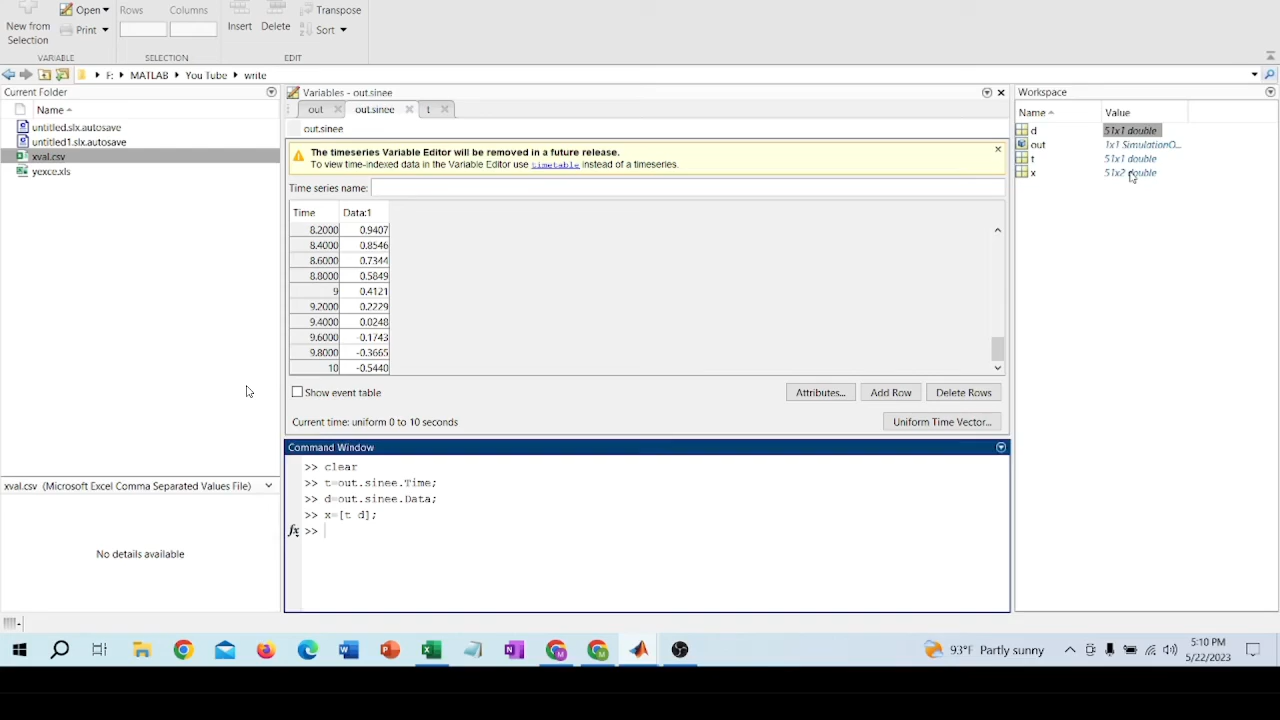 New from
Selection
Open
Print
Rows
Columns
Insert
Delete
Transpose
Sort
VARIABLE
SELECTION
EDIT
F:
MATLAB
You Tube
write
Current Folder
Name
untitled.slx.autosave
untitled1.slx.autosave
xval.csv
yexce.xls
xval.csv (Microsoft Excel Comma Separated Values File)
No details available
Variables - out.sinee
out
out.sinee
t
out.sinee
The timeseries Variable Editor will be removed in a future release.
To view time-indexed data in the Variable Editor use timetable instead of a timeseries.
Time series name:
Time Data:1
8.2000 0.9407
8.4000 0.8546
8.6000 0.7344
8.8000 0.5849
9 0.4121
9.2000 0.2229
9.4000 0.0248
9.6000 -0.1743
9.8000 -0.3665
10 -0.5440
Show event table
Attributes...
Add Row
Delete Rows
Current time: uniform 0 to 10 seconds
Uniform Time Vector...
Command Window
>> clear
>> t=out.sinee.Time;
>> d=out.sinee.Data;
>> x=[t d];
fx >>
Workspace
Name Value
d 51x1 double
out 1x1 SimulationO...
t 51x1 double
x 51x2 double
93°F Partly sunny
5:10 PM
5/22/2023